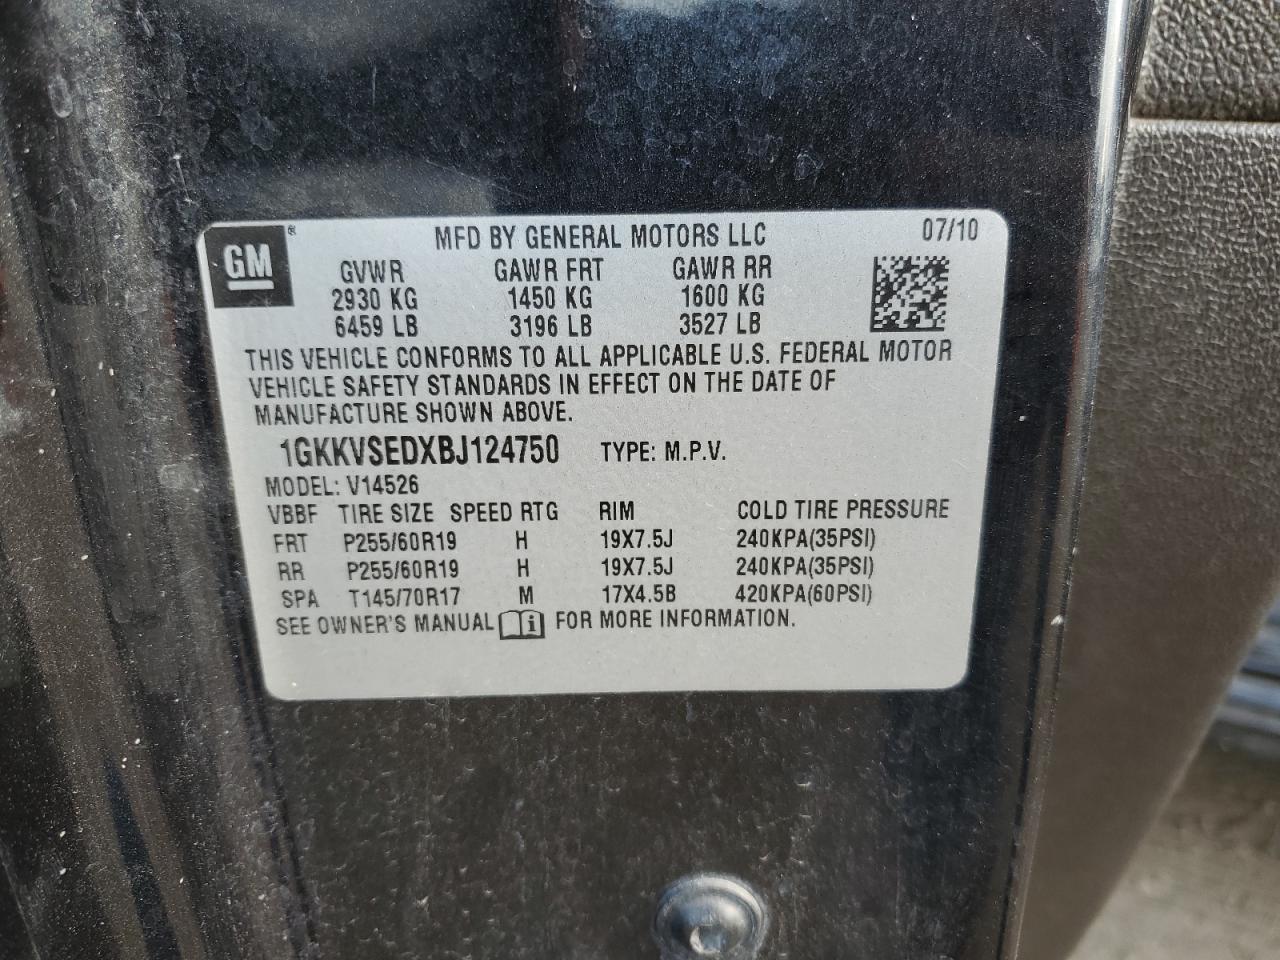 GM ® MFD BY GENERAL MOTORS LLC 07/10
GVWR GAWR FRT GAWR RR
2930 KG 1450 KG 1600 KG
6459 LB 3196 LB 3527 LB
THIS VEHICLE CONFORMS TO ALL APPLICABLE U.S. FEDERAL MOTOR
VEHICLE SAFETY STANDARDS IN EFFECT ON THE DATE OF
MANUFACTURE SHOWN ABOVE.
1GKKVSEDXBJ124750 TYPE: M.P.V.
MODEL: V14526
VBBF TIRE SIZE SPEED RTG RIM COLD TIRE PRESSURE
FRT P255/60R19 H 19X7.5J 240KPA(35PSI)
RR P255/60R19 H 19X7.5J 240KPA(35PSI)
SPA T145/70R17 M 17X4.5B 420KPA(60PSI)
SEE OWNER'S MANUAL i FOR MORE INFORMATION.